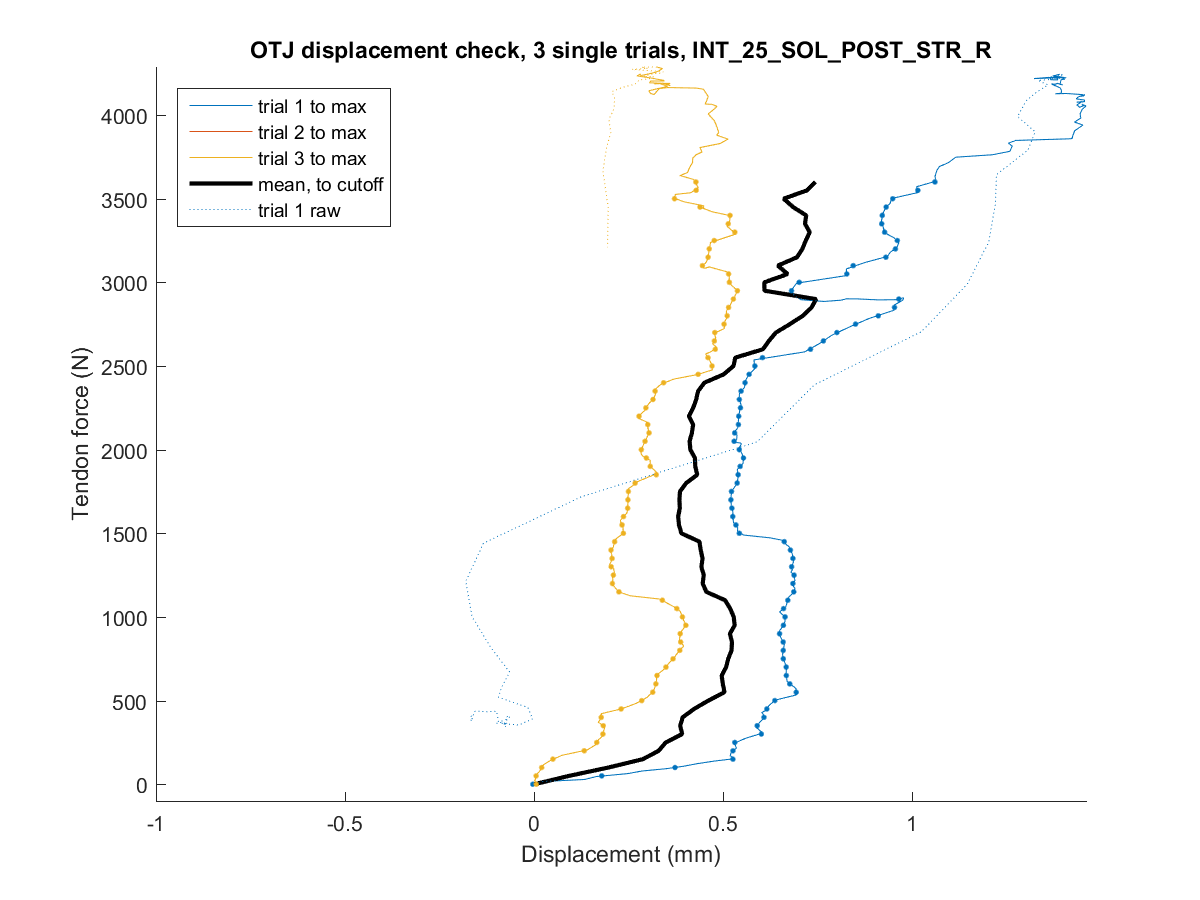 OTJ displacement check, 3 single trials, INT_25_SOL_POST_STR_R
trial 1 to max
trial 2 to max
trial 3 to max
mean, to cutoff
trial 1 raw
4000
3500
3000
2500
2000
1500
1000
500
0
Tendon force (N)
-1
-0.5
0
0.5
1
Displacement (mm)